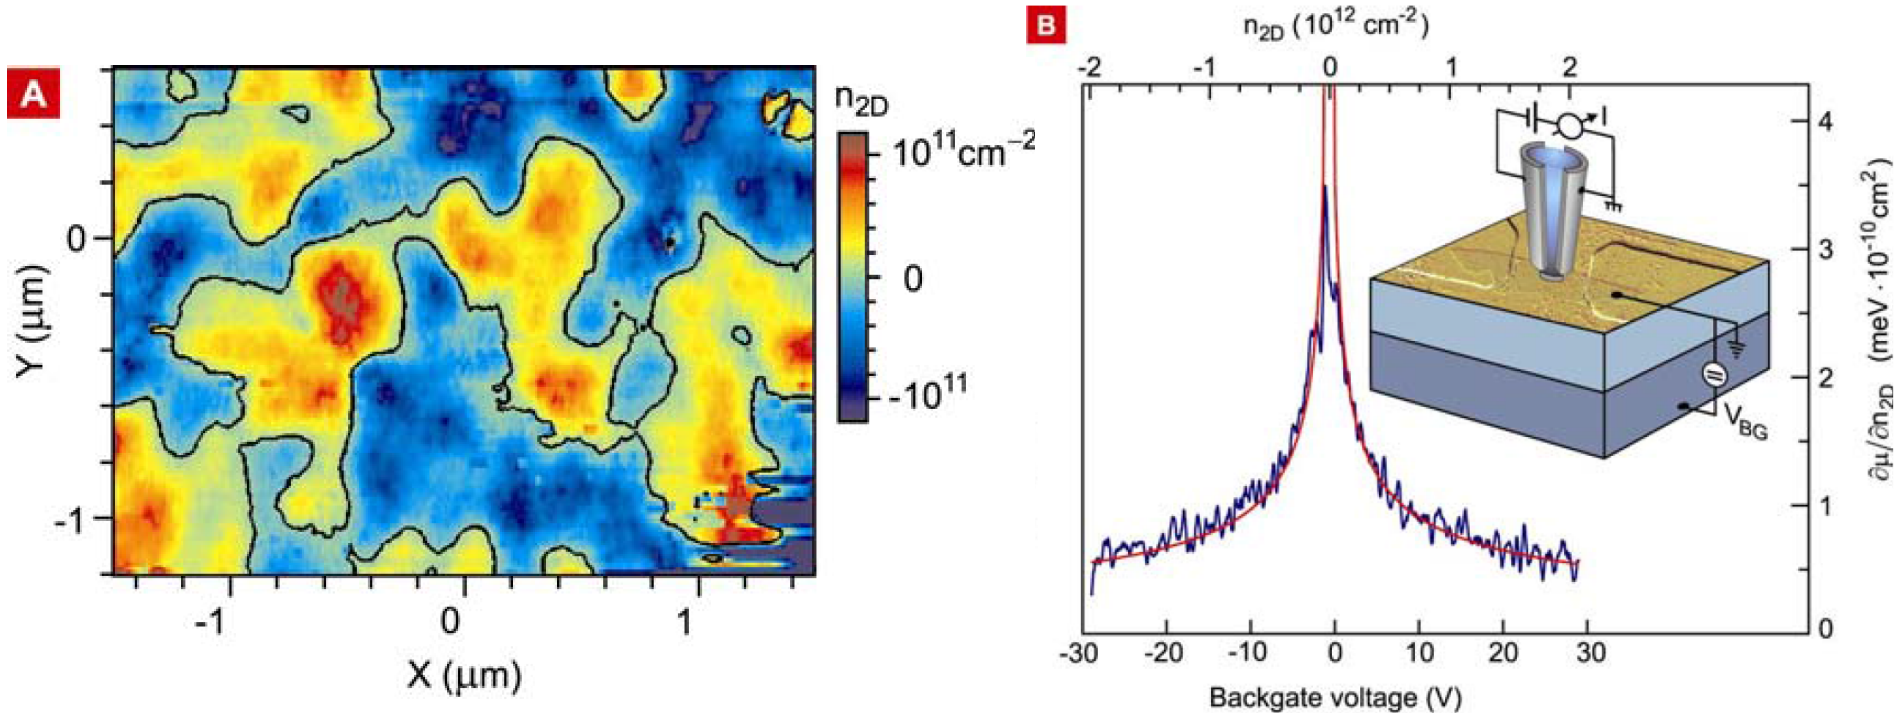 A
n2D
10¹¹cm⁻²
0
-10¹¹
0
-1
Y (μm)
-1 0 1
X (μm)
B
n2D (10¹² cm⁻²)
-2 -1 0 1 2
I
VBG
4
3
2
1
0
∂μ/∂n2D (meV·10⁻¹⁰cm²)
-30 -20 -10 0 10 20 30
Backgate voltage (V)